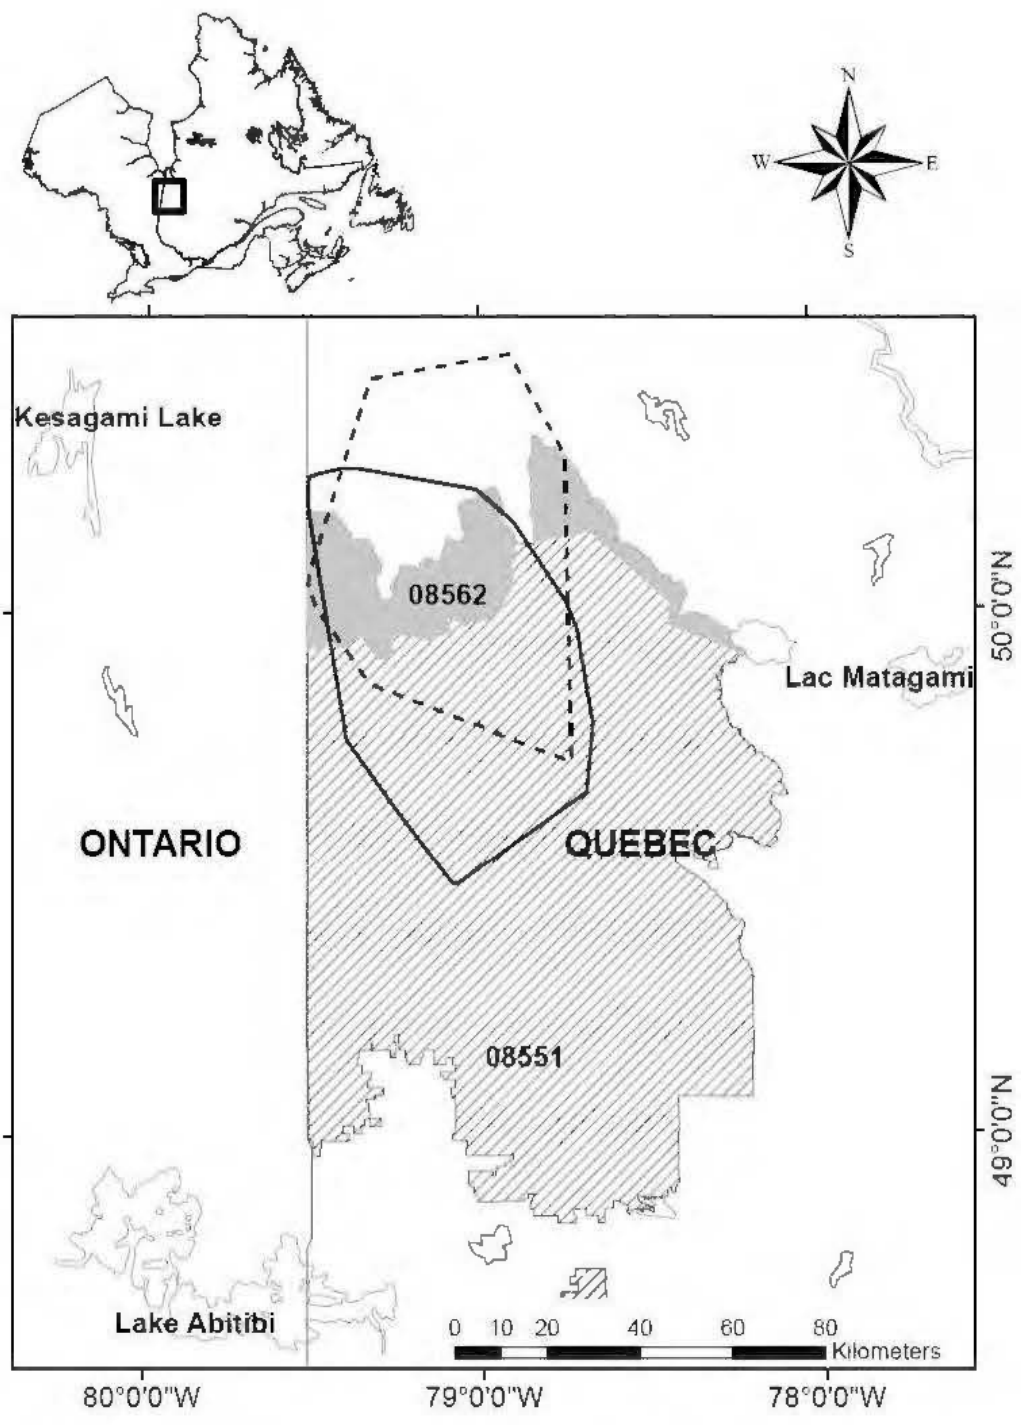 N
W E
S
Kesagami Lake
08562
50°0'0"N
Lac Matagami
ONTARIO
QUEBEC
08551
49°0'0"N
Lake Abitibi
0 10 20 40 60 80
Kilometers
80°0'0"W 79°0'0"W 78°0'0"W